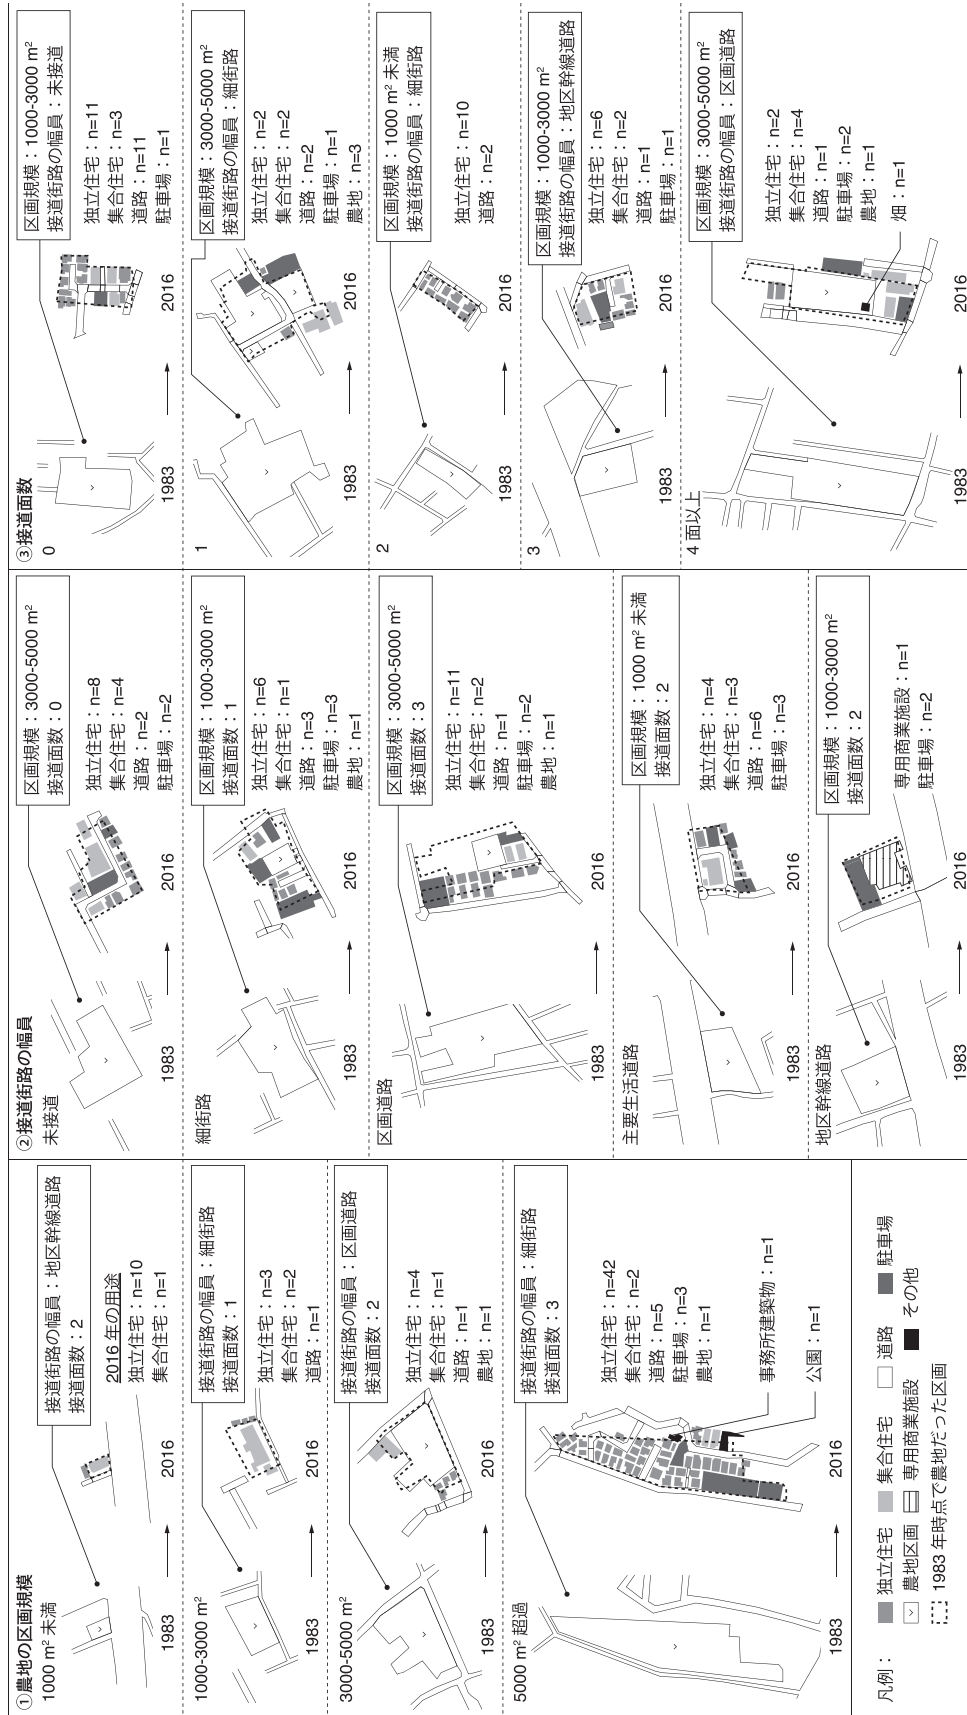 ①農地の区画規模
1000 m² 未満
接道街路の幅員：地区幹線道路
接道面数：2
2016 年の用途
独立住宅：n=10
集合住宅：n=1
1983
2016
1000-3000 m²
接道街路の幅員：細街路
接道面数：1
独立住宅：n=3
集合住宅：n=2
道路：n=1
1983
2016
3000-5000 m²
接道街路の幅員：区画道路
接道面数：2
独立住宅：n=4
集合住宅：n=1
道路：n=1
農地：n=1
1983
2016
5000 m² 超過
接道街路の幅員：細街路
接道面数：3
独立住宅：n=42
集合住宅：n=2
道路：n=5
駐車場：n=3
農地：n=1
事務所建築物：n=1
公園：n=1
1983
2016
凡例：
独立住宅
集合住宅
道路
駐車場
農地区画
専用商業施設
その他
1983 年時点で農地だった区画
②接道街路の幅員
未接道
区画規模：3000-5000 m²
接道面数：0
独立住宅：n=8
集合住宅：n=4
道路：n=2
駐車場：n=2
1983
2016
細街路
区画規模：1000-3000 m²
接道面数：1
独立住宅：n=6
集合住宅：n=1
道路：n=3
駐車場：n=3
農地：n=1
1983
2016
区画道路
区画規模：3000-5000 m²
接道面数：3
独立住宅：n=11
集合住宅：n=2
道路：n=1
駐車場：n=2
農地：n=1
1983
2016
主要生活道路
区画規模：1000 m² 未満
接道面数：2
独立住宅：n=4
集合住宅：n=3
道路：n=6
駐車場：n=3
1983
2016
地区幹線道路
区画規模：1000-3000 m²
接道面数：2
専用商業施設：n=1
駐車場：n=2
1983
2016
③接道面数
0
区画規模：1000-3000 m²
接道街路の幅員：未接道
独立住宅：n=11
集合住宅：n=3
道路：n=11
駐車場：n=1
1983
2016
1
区画規模：3000-5000 m²
接道街路の幅員：細街路
独立住宅：n=2
集合住宅：n=2
道路：n=2
駐車場：n=1
農地：n=3
1983
2016
2
区画規模：1000 m² 未満
接道街路の幅員：細街路
独立住宅：n=10
道路：n=2
1983
2016
3
区画規模：1000-3000 m²
接道街路の幅員：地区幹線道路
独立住宅：n=6
集合住宅：n=2
道路：n=1
駐車場：n=1
1983
2016
4 面以上
区画規模：3000-5000 m²
接道街路の幅員：区画道路
独立住宅：n=2
集合住宅：n=4
道路：n=1
駐車場：n=2
農地：n=1
畑：n=1
1983
2016